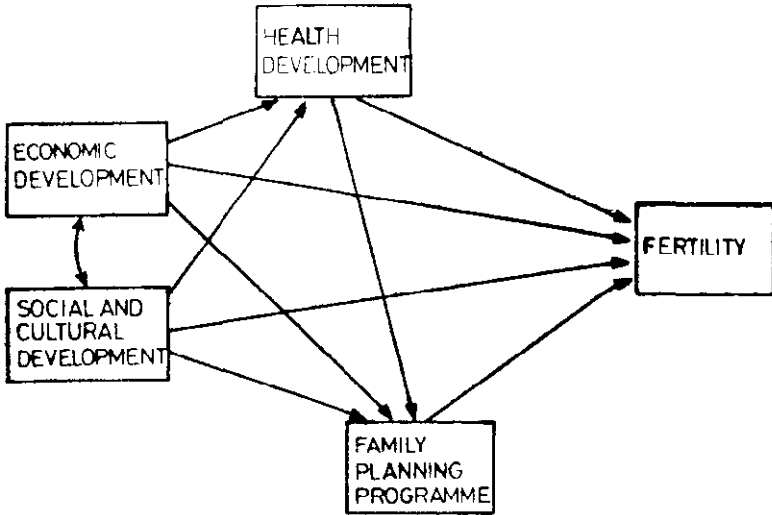 HEALTH
DEVELOPMENT
ECONOMIC
DEVELOPMENT
FERTILITY
SOCIAL AND
CULTURAL
DEVELOPMENT
FAMILY
PLANNING
PROGRAMME